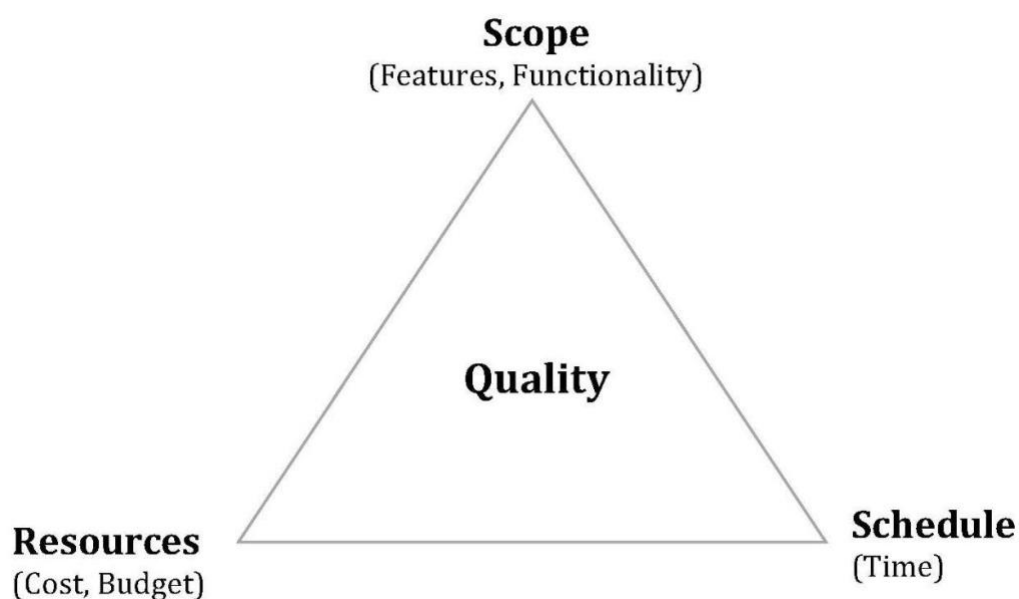 Scope
(Features, Functionality)
Quality
Resources
(Cost, Budget)
Schedule
(Time)